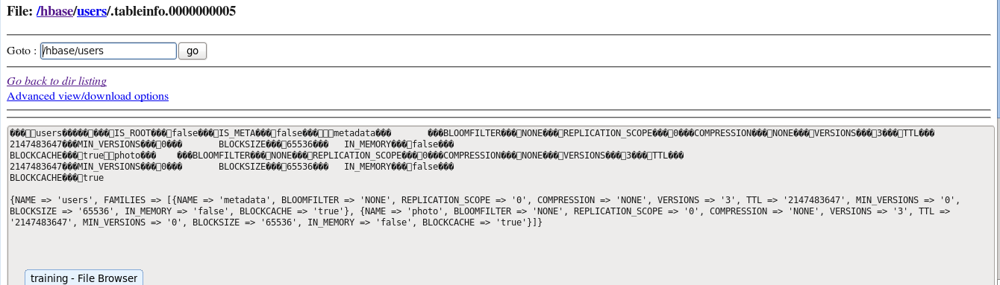 File: /hbase/users/.tableinfo.0000000005
Goto : /hbase/users go
Go back to dir listing
Advanced view/download options
���users������ ���IS_ROOT���false���IS_META���false���metadata��� ���BLOOMFILTER���NONE���REPLICATION_SCOPE���0���COMPRESSION���NONE���VERSIONS���3���TTL���
2147483647���MIN_VERSIONS���0��� BLOCKSIZE���65536��� IN_MEMORY���false���
BLOCKCACHE���true photo��� ���BLOOMFILTER���NONE���REPLICATION_SCOPE���0���COMPRESSION���NONE���VERSIONS���3���TTL���
2147483647���MIN_VERSIONS���0��� BLOCKSIZE���65536��� IN_MEMORY���false���
BLOCKCACHE���true
{NAME => 'users', FAMILIES => [{NAME => 'metadata', BLOOMFILTER => 'NONE', REPLICATION_SCOPE => '0', COMPRESSION => 'NONE', VERSIONS => '3', TTL => '2147483647', MIN_VERSIONS => '0',
BLOCKSIZE => '65536', IN_MEMORY => 'false', BLOCKCACHE => 'true'}, {NAME => 'photo', BLOOMFILTER => 'NONE', REPLICATION_SCOPE => '0', COMPRESSION => 'NONE', VERSIONS => '3', TTL =>
'2147483647', MIN_VERSIONS => '0', BLOCKSIZE => '65536', IN_MEMORY => 'false', BLOCKCACHE => 'true'}]}
training - File Browser